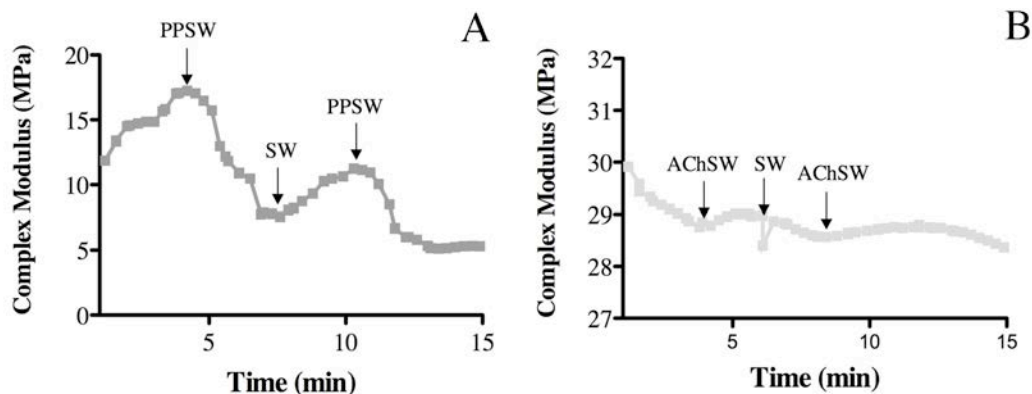 A
PPSW
PPSW
SW
Complex Modulus (MPa)
20
15
10
5
0
5
10
15
Time (min)
B
AChSW
SW
AChSW
Complex Modulus (MPa)
32
31
30
29
28
27
5
10
15
Time (min)